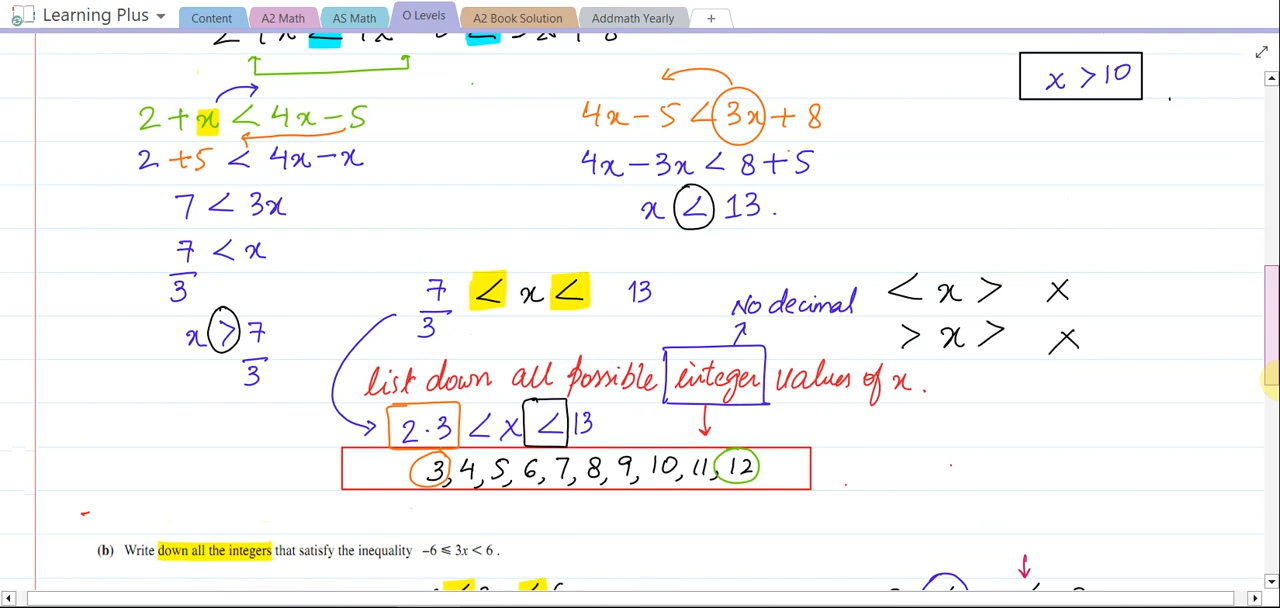 Learning Plus
Content
A2 Math
AS Math
O Levels
A2 Book Solution
Addmath Yearly
+
x > 10
2 + x < 4x - 5
2 + 5 < 4x - x
7 < 3x
7/3 < x
x > 7/3
4x - 5 < 3x + 8
4x - 3x < 8 + 5
x < 13.
7/3 < x < 13
No decimal
< x > ×
> x > ×
list down all possible integer values of x.
2.3 < x < 13
3, 4, 5, 6, 7, 8, 9, 10, 11, 12
(b) Write down all the integers that satisfy the inequality −6 ⩽ 3x < 6 .